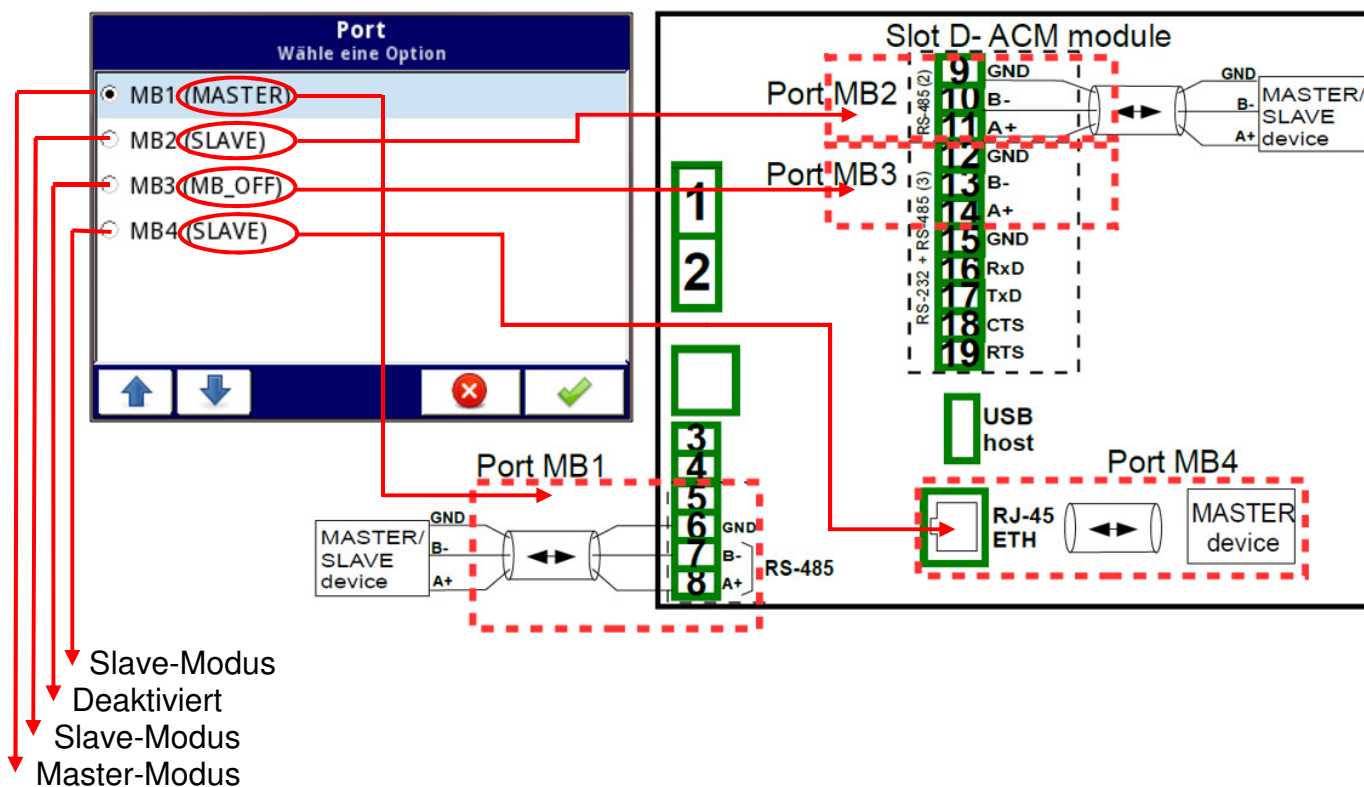 Port
Wähle eine Option
MB1 (MASTER)
MB2 (SLAVE)
MB3 (MB_OFF)
MB4 (SLAVE)
Slot D- ACM module
Port MB2
Port MB3
RS-485 (2)
RS-232 + RS-485 (3)
9 GND
10 B-
11 A+
12 GND
13 B-
14 A+
15 GND
16 RxD
17 TxD
18 CTS
19 RTS
GND
B-
A+
MASTER/
SLAVE
device
1
2
3
4
5
6 GND
7 B-
8 A+
RS-485
Port MB1
MASTER/
SLAVE
device
GND
B-
A+
USB
host
Port MB4
RJ-45
ETH
MASTER
device
Slave-Modus
Deaktiviert
Slave-Modus
Master-Modus